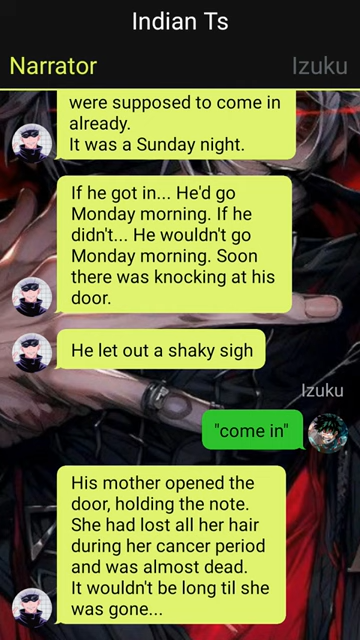 Indian Ts
Narrator
Izuku
were supposed to come in
already.
It was a Sunday night.
If he got in... He'd go
Monday morning. If he
didn't... He wouldn't go
Monday morning. Soon
there was knocking at his
door.
He let out a shaky sigh
Izuku
"come in"
His mother opened the
door, holding the note.
She had lost all her hair
during her cancer period
and was almost dead.
It wouldn't be long til she
was gone...